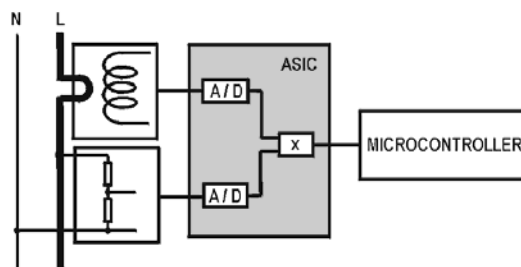 N L
ASIC
A / D
X
MICROCONTROLLER
A / D